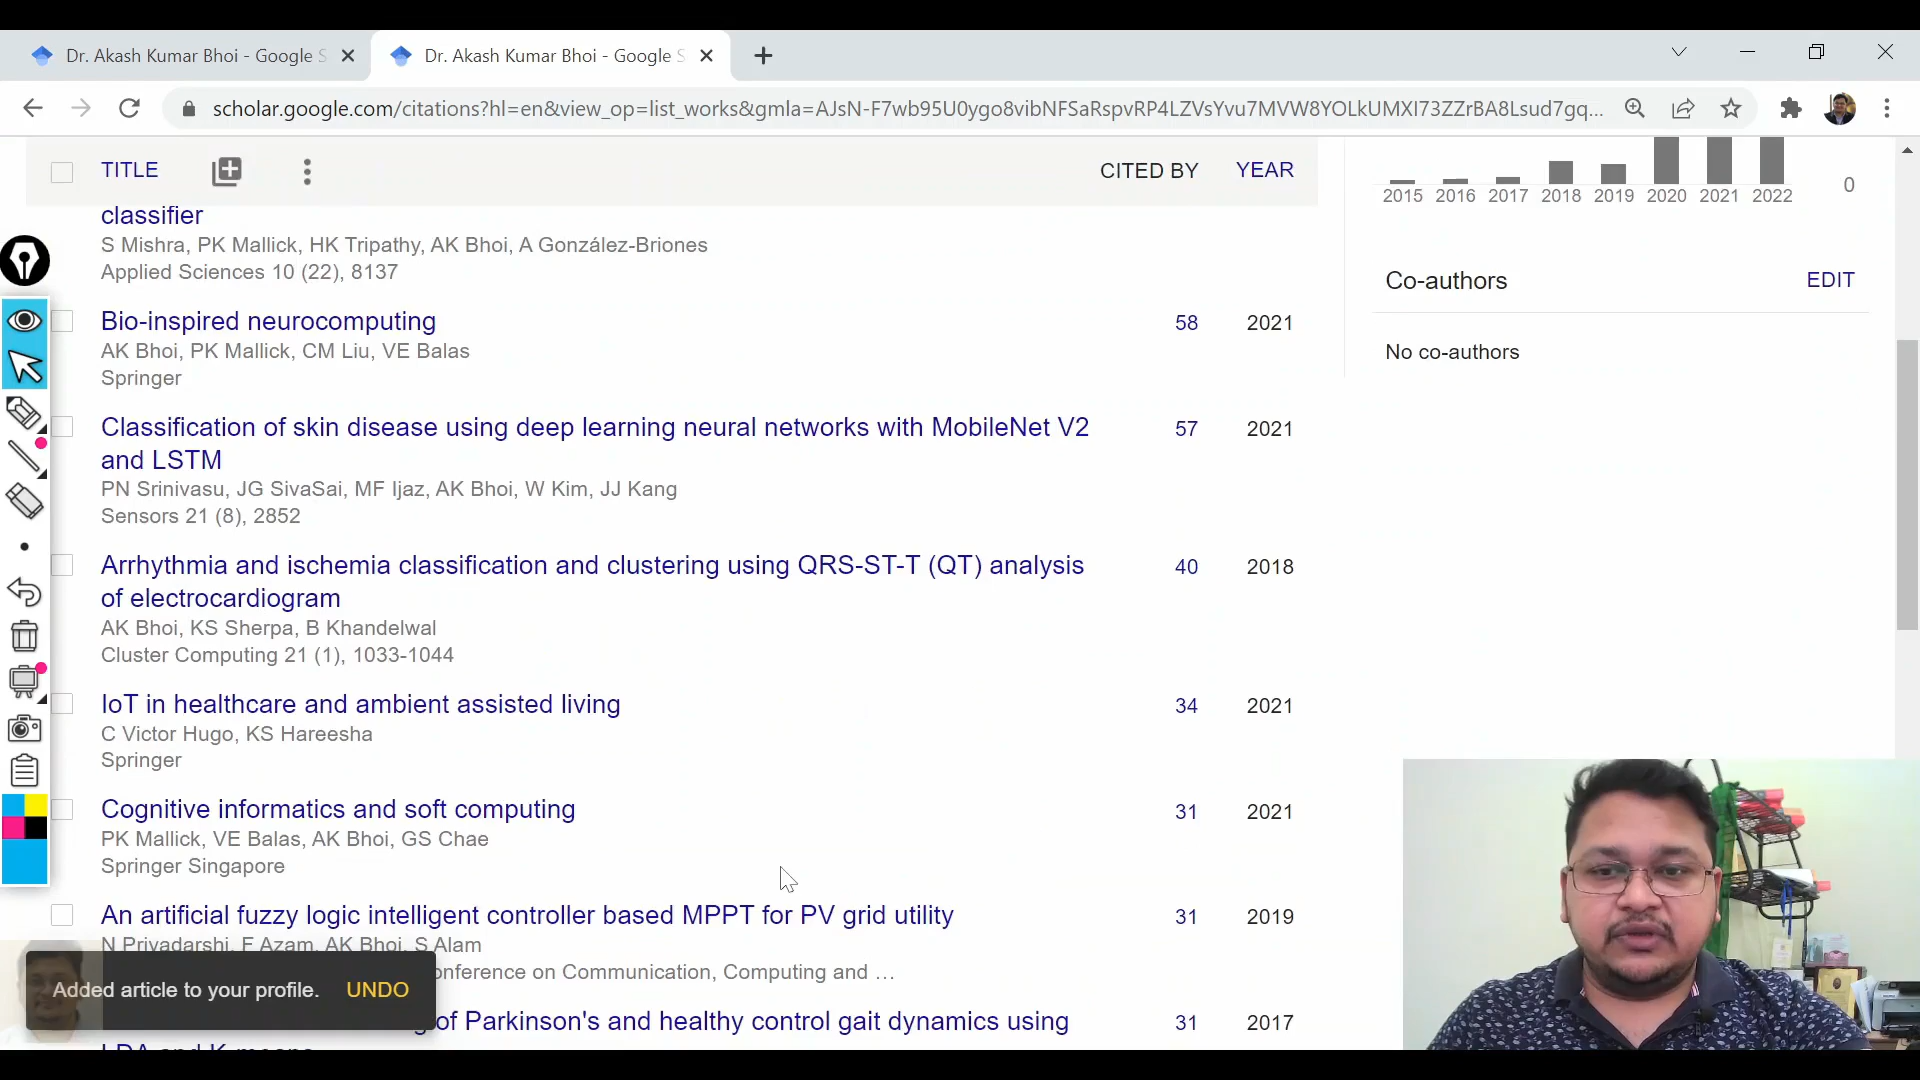 Dr. Akash Kumar Bhoi - Google S
Dr. Akash Kumar Bhoi - Google S
scholar.google.com/citations?hl=en&view_op=list_works&gmla=AJsN-F7wb95U0ygo8vibNFSaRspvRP4LZVsYvu7MVW8YOLkUMXI73ZZrBA8Lsud7gq...
TITLE CITED BY YEAR
classifier
S Mishra, PK Mallick, HK Tripathy, AK Bhoi, A González-Briones
Applied Sciences 10 (22), 8137
Bio-inspired neurocomputing 58 2021
AK Bhoi, PK Mallick, CM Liu, VE Balas
Springer
Classification of skin disease using deep learning neural networks with MobileNet V2 57 2021
and LSTM
PN Srinivasu, JG SivaSai, MF Ijaz, AK Bhoi, W Kim, JJ Kang
Sensors 21 (8), 2852
Arrhythmia and ischemia classification and clustering using QRS-ST-T (QT) analysis 40 2018
of electrocardiogram
AK Bhoi, KS Sherpa, B Khandelwal
Cluster Computing 21 (1), 1033-1044
IoT in healthcare and ambient assisted living 34 2021
C Victor Hugo, KS Hareesha
Springer
Cognitive informatics and soft computing 31 2021
PK Mallick, VE Balas, AK Bhoi, GS Chae
Springer Singapore
An artificial fuzzy logic intelligent controller based MPPT for PV grid utility 31 2019
N Priyadarshi, F Azam, AK Bhoi, S Alam
onference on Communication, Computing and …
Added article to your profile. UNDO
g of Parkinson's and healthy control gait dynamics using 31 2017
LDA and K-means
0
2015 2016 2017 2018 2019 2020 2021 2022
Co-authors EDIT
No co-authors